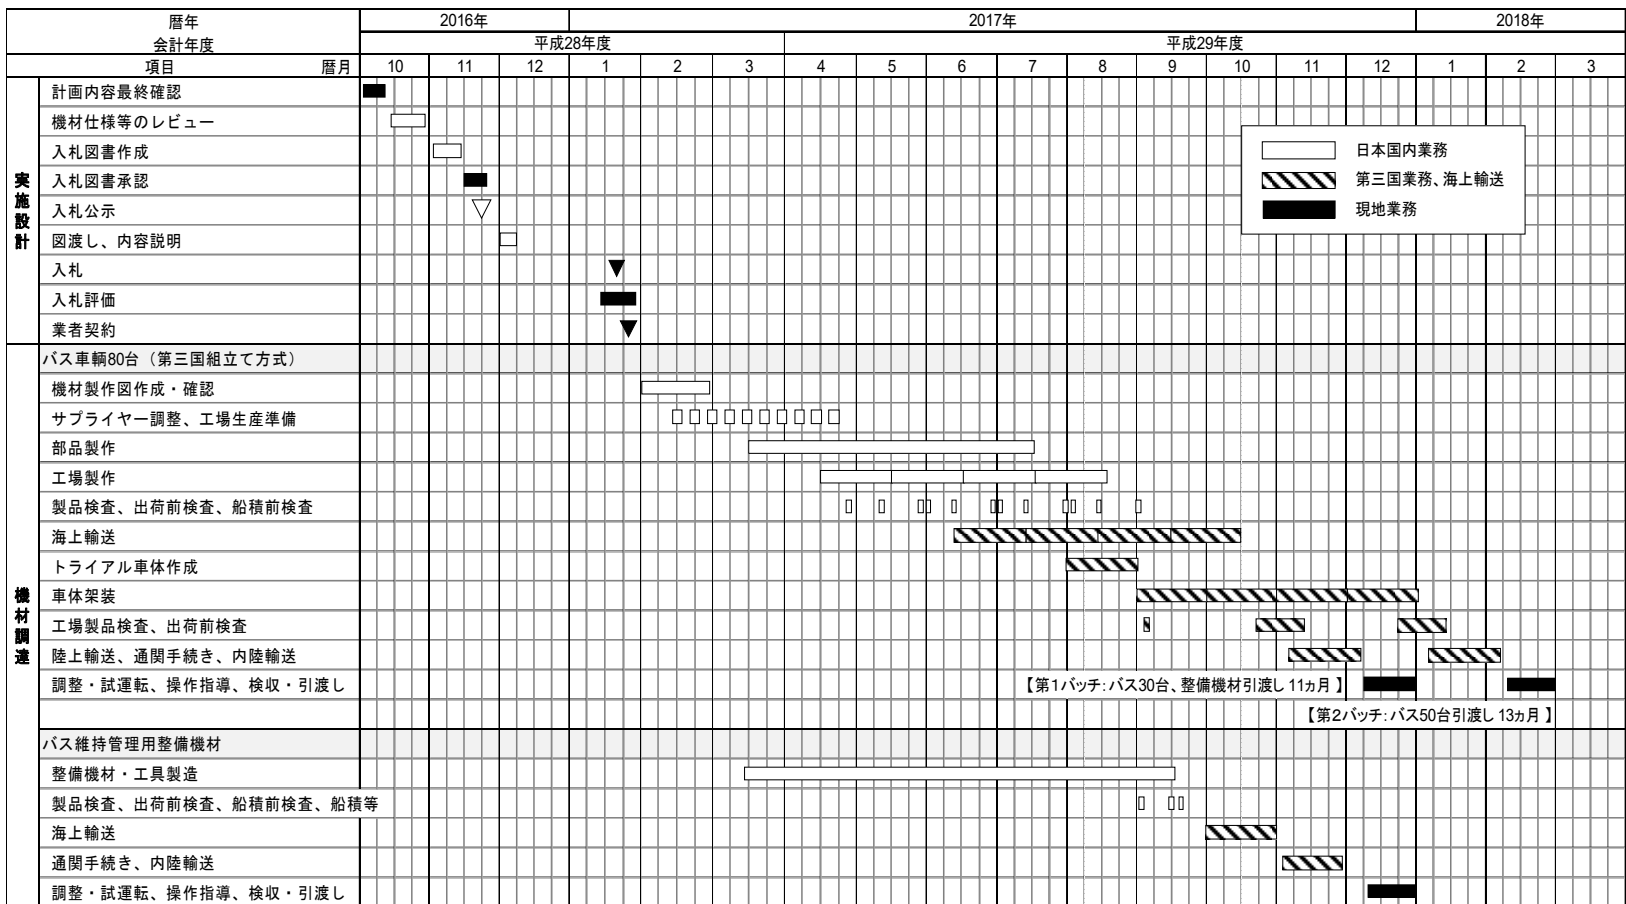 暦年 2016年 2017年 2018年
会計年度 平成28年度 平成29年度
項目 暦月 10 11 12 1 2 3 4 5 6 7 8 9 10 11 12 1 2 3
実施設計
計画内容最終確認
機材仕様等のレビュー
入札図書作成
入札図書承認
入札公示
図渡し、内容説明
入札
入札評価
業者契約
日本国内業務
第三国業務、海上輸送
現地業務
機材調達
バス車輌80台（第三国組立て方式）
機材製作図作成・確認
サプライヤー調整、工場生産準備
部品製作
工場製作
製品検査、出荷前検査、船積前検査
海上輸送
トライアル車体作成
車体架装
工場製品検査、出荷前検査
陸上輸送、通関手続き、内陸輸送
調整・試運転、操作指導、検収・引渡し 【第1バッチ：バス30台、整備機材引渡し 11ヵ月 】
【第2バッチ：バス50台引渡し 13ヵ月 】
バス維持管理用整備機材
整備機材・工具製造
製品検査、出荷前検査、船積前検査、船積等
海上輸送
通関手続き、内陸輸送
調整・試運転、操作指導、検収・引渡し